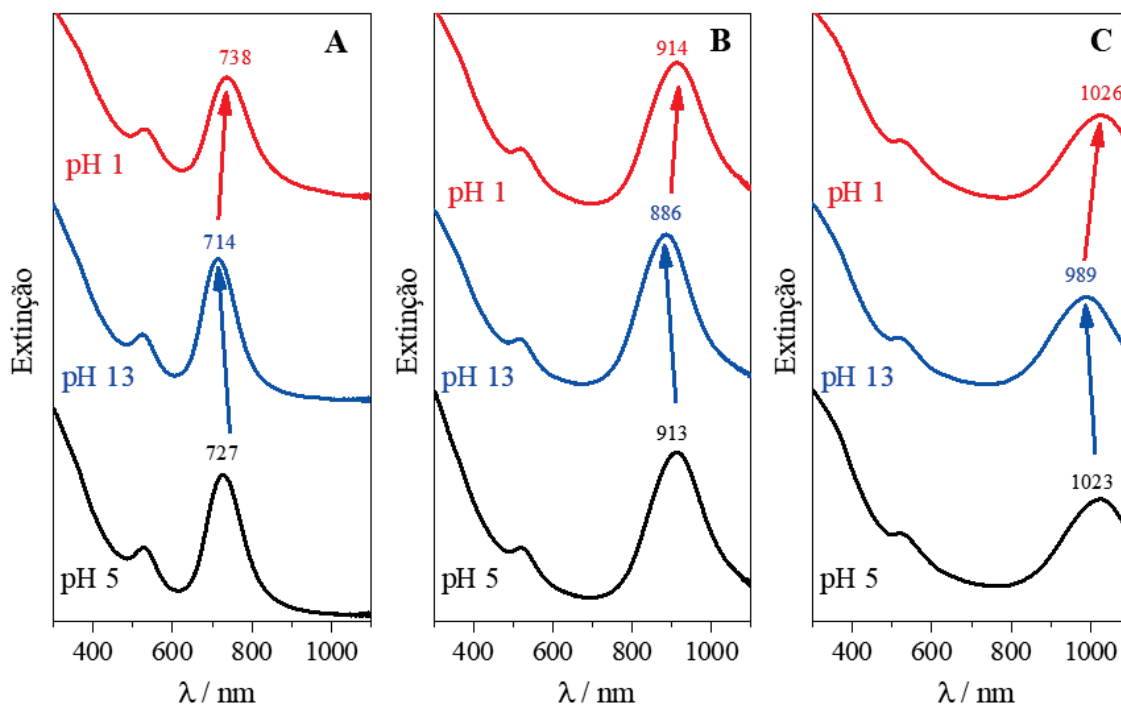 A
738
pH 1
714
pH 13
727
pH 5
Extinção
400 600 800 1000
λ / nm
B
914
pH 1
886
pH 13
913
pH 5
Extinção
400 600 800 1000
λ / nm
C
1026
pH 1
989
pH 13
1023
pH 5
Extinção
400 600 800 1000
λ / nm